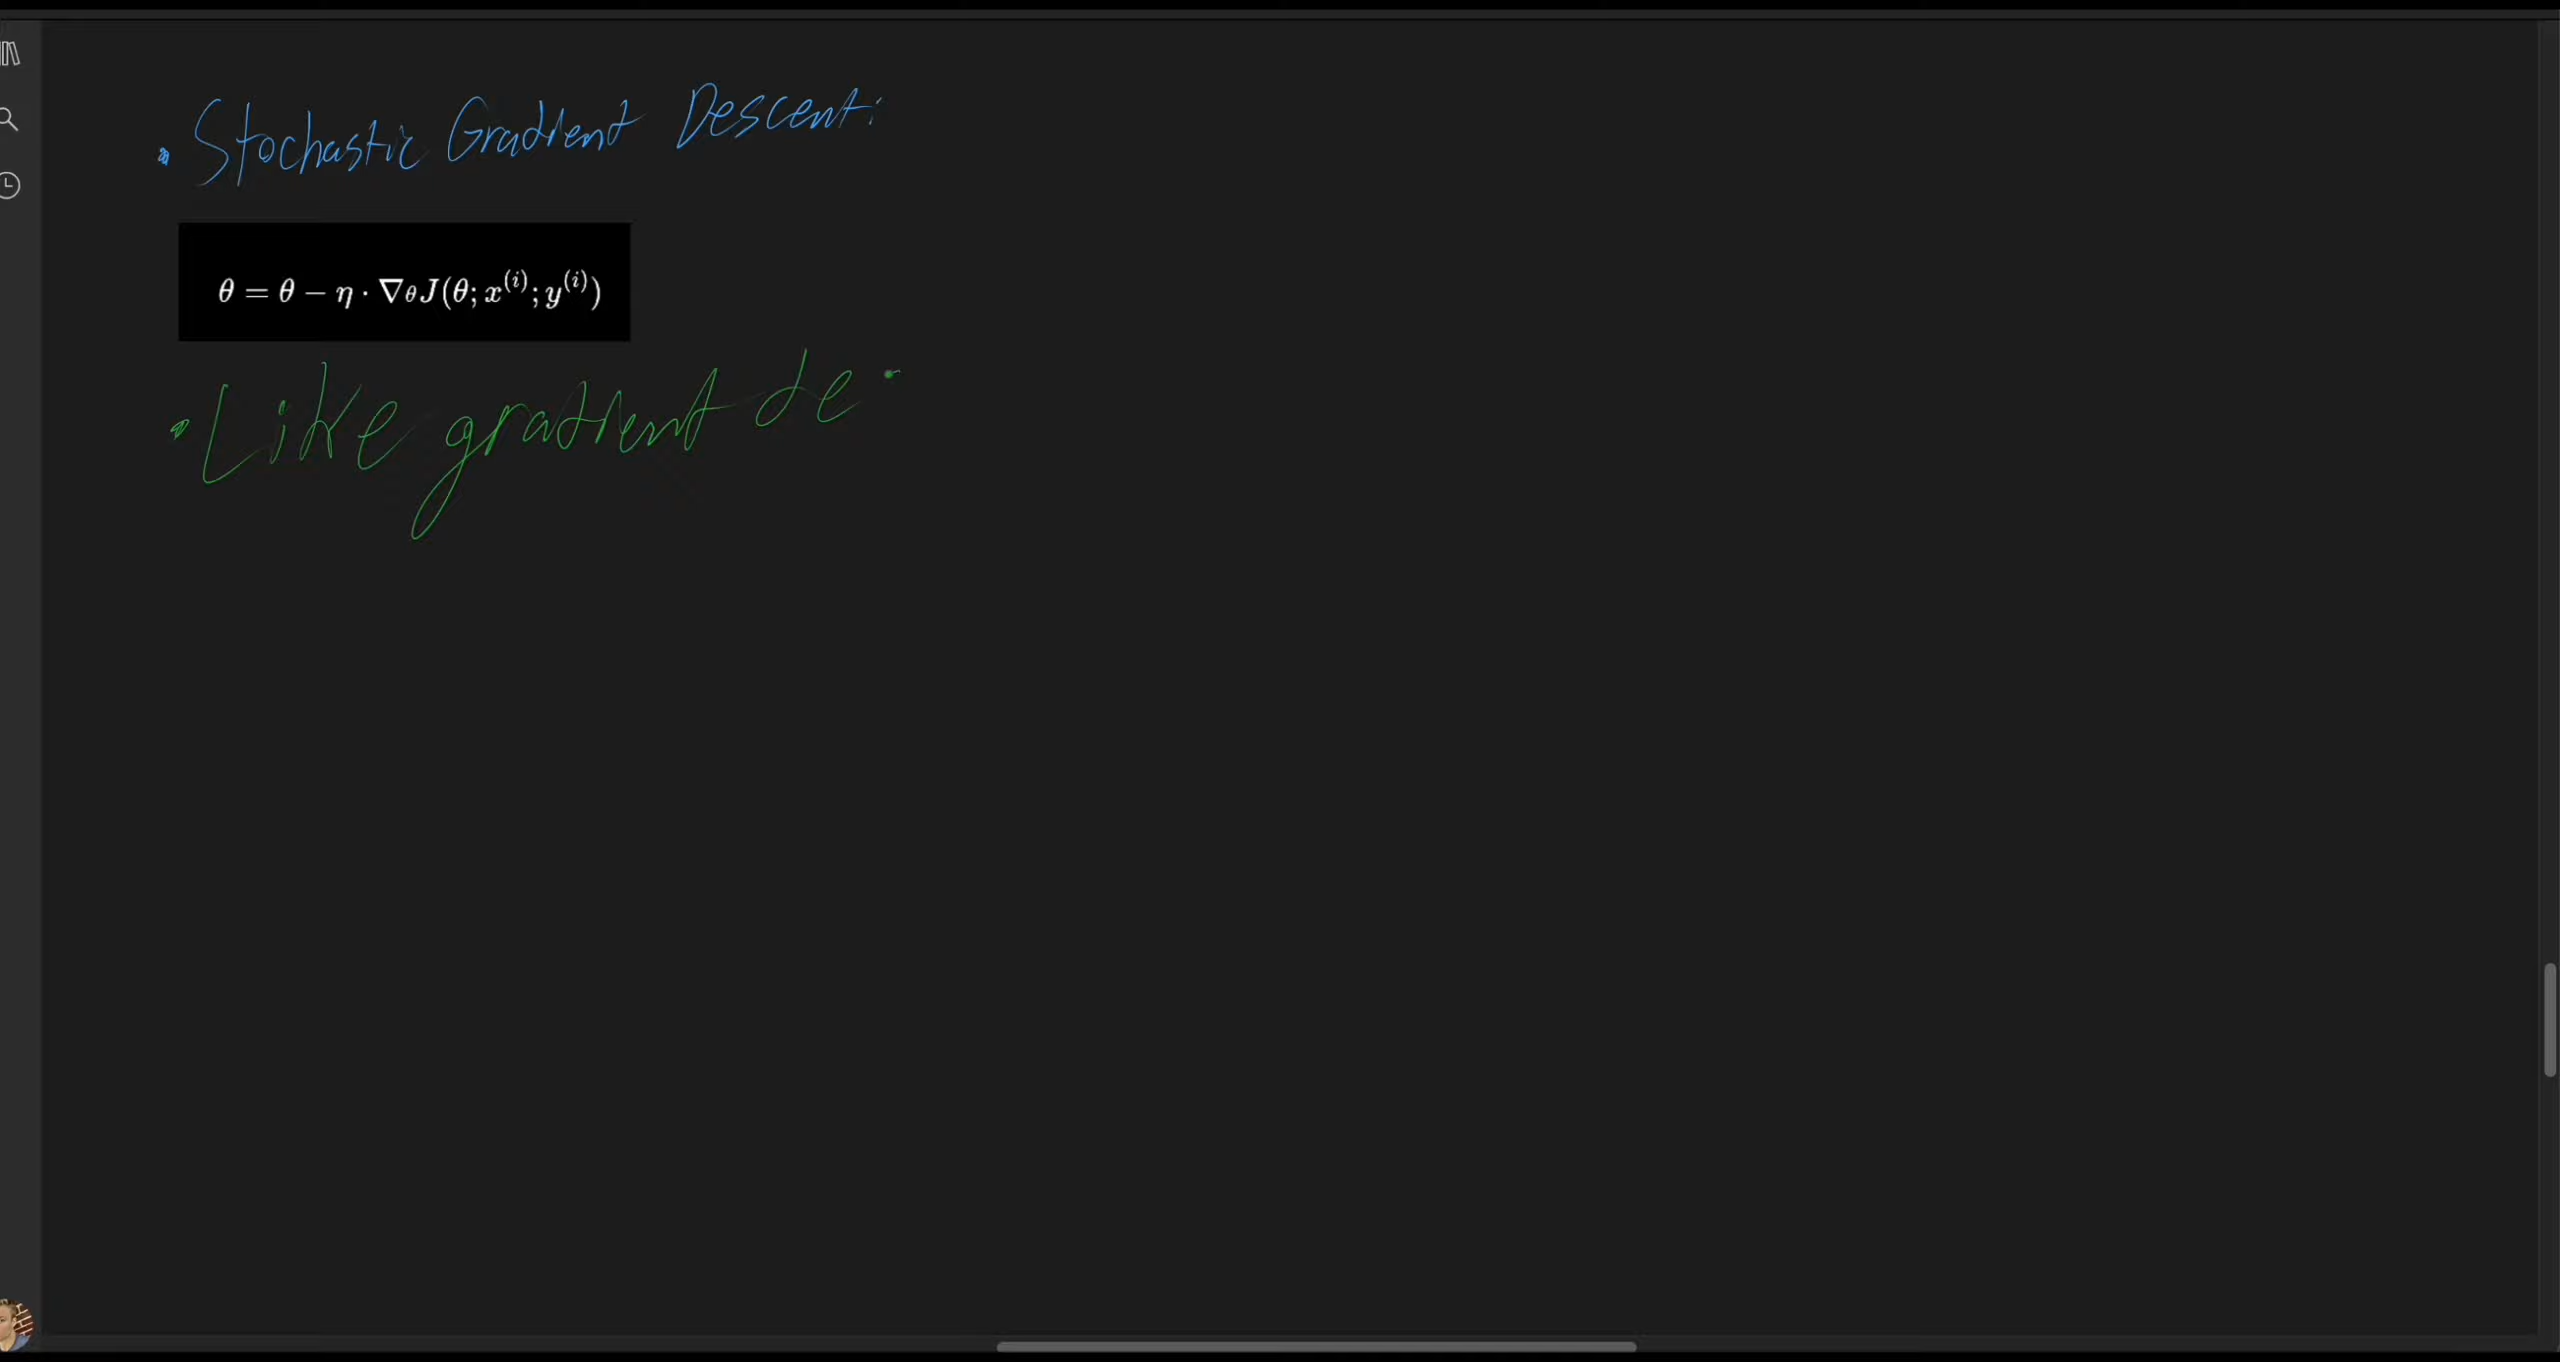 • Stochastic Gradient Descent:
θ = θ − η · ∇θJ(θ; x⁽ⁱ⁾; y⁽ⁱ⁾)
• Like gradient de